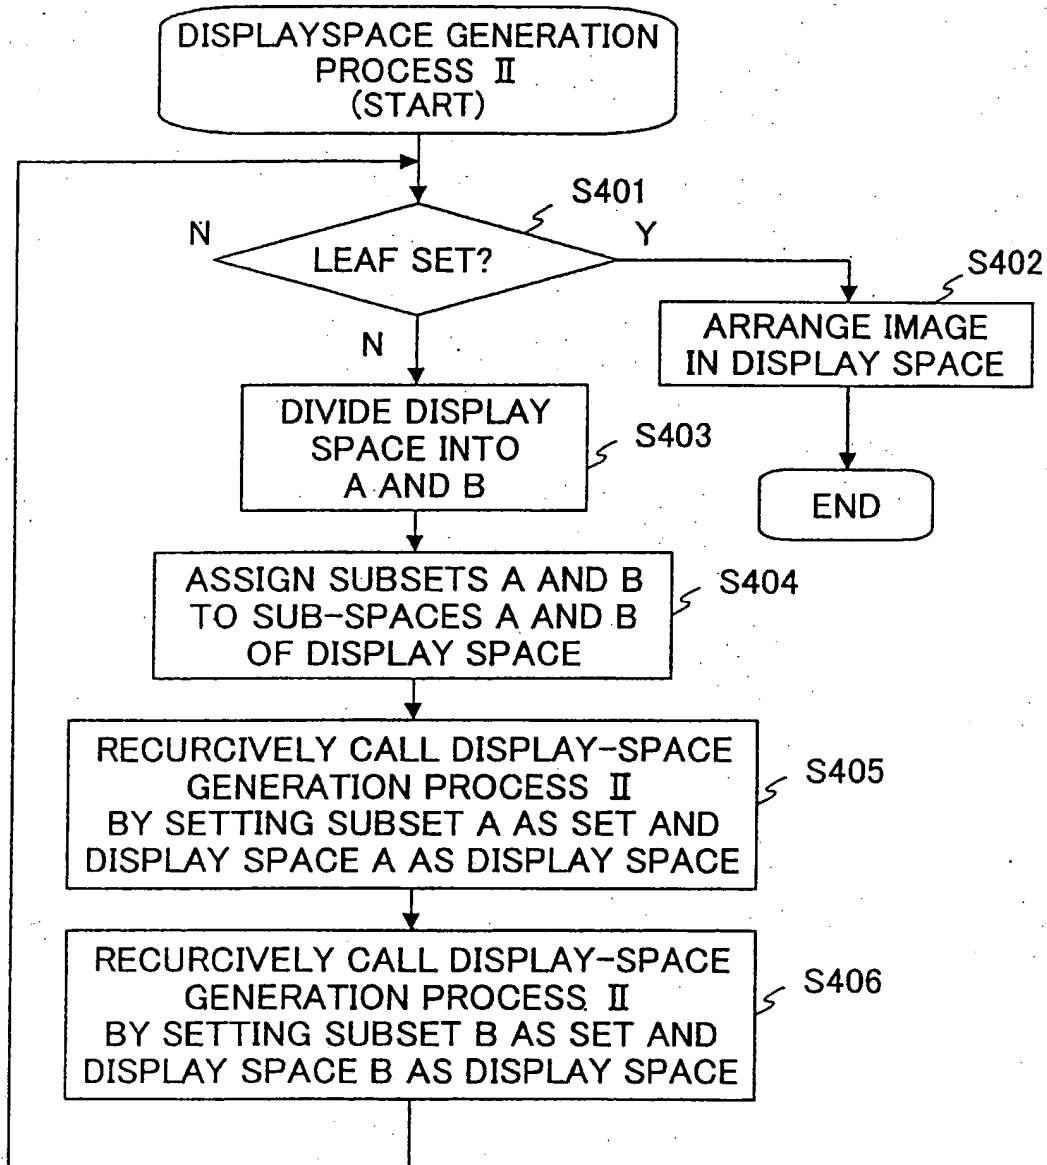 DISPLAYSPACE GENERATION
PROCESS II
(START)
S401
N
LEAF SET?
Y
S402
ARRANGE IMAGE
IN DISPLAY SPACE
N
DIVIDE DISPLAY
SPACE INTO
A AND B
S403
END
ASSIGN SUBSETS A AND B
TO SUB-SPACES A AND B
OF DISPLAY SPACE
S404
RECURCIVELY CALL DISPLAY-SPACE
GENERATION PROCESS II
BY SETTING SUBSET A AS SET AND
DISPLAY SPACE A AS DISPLAY SPACE
S405
RECURCIVELY CALL DISPLAY-SPACE
GENERATION PROCESS II
BY SETTING SUBSET B AS SET AND
DISPLAY SPACE B AS DISPLAY SPACE
S406